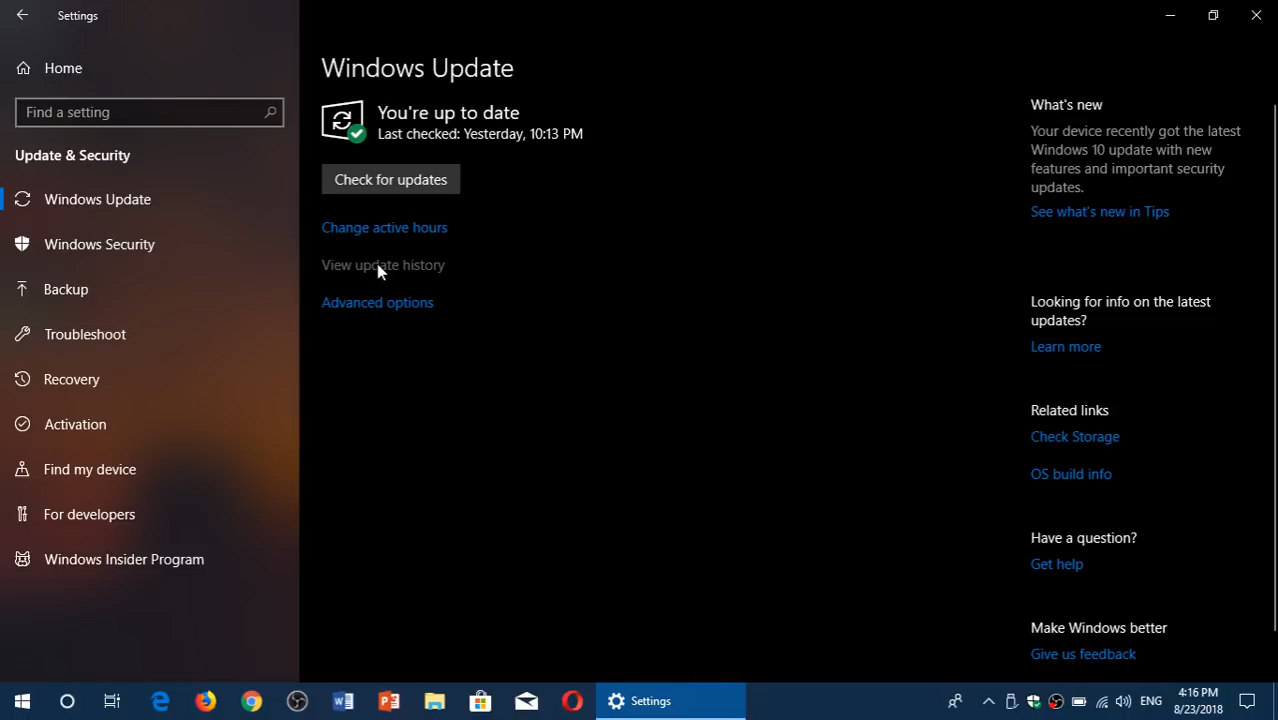 Settings
Home
Find a setting
Update & Security
Windows Update
Windows Security
Backup
Troubleshoot
Recovery
Activation
Find my device
For developers
Windows Insider Program
Windows Update
You're up to date
Last checked: Yesterday, 10:13 PM
Check for updates
Change active hours
View update history
Advanced options
What's new
Your device recently got the latest
Windows 10 update with new
features and important security
updates.
See what's new in Tips
Looking for info on the latest
updates?
Learn more
Related links
Check Storage
OS build info
Have a question?
Get help
Make Windows better
Give us feedback
Settings
ENG
4:16 PM
8/23/2018